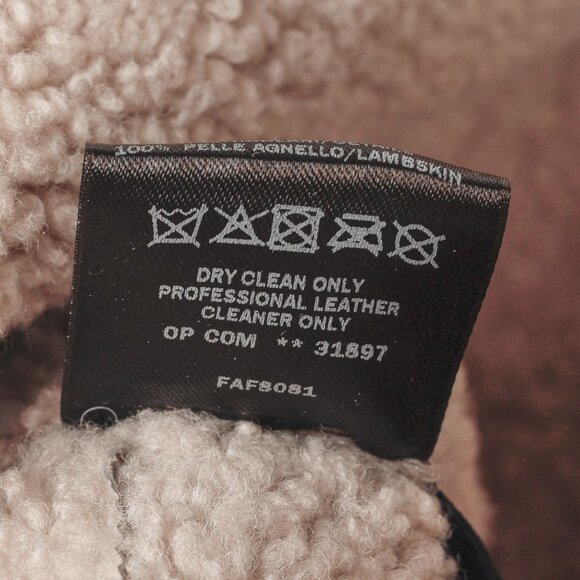 100% PELLE AGNELLO/LAMBSKIN
DRY CLEAN ONLY
PROFESSIONAL LEATHER
CLEANER ONLY
OP COM ** 31897
FAF8081